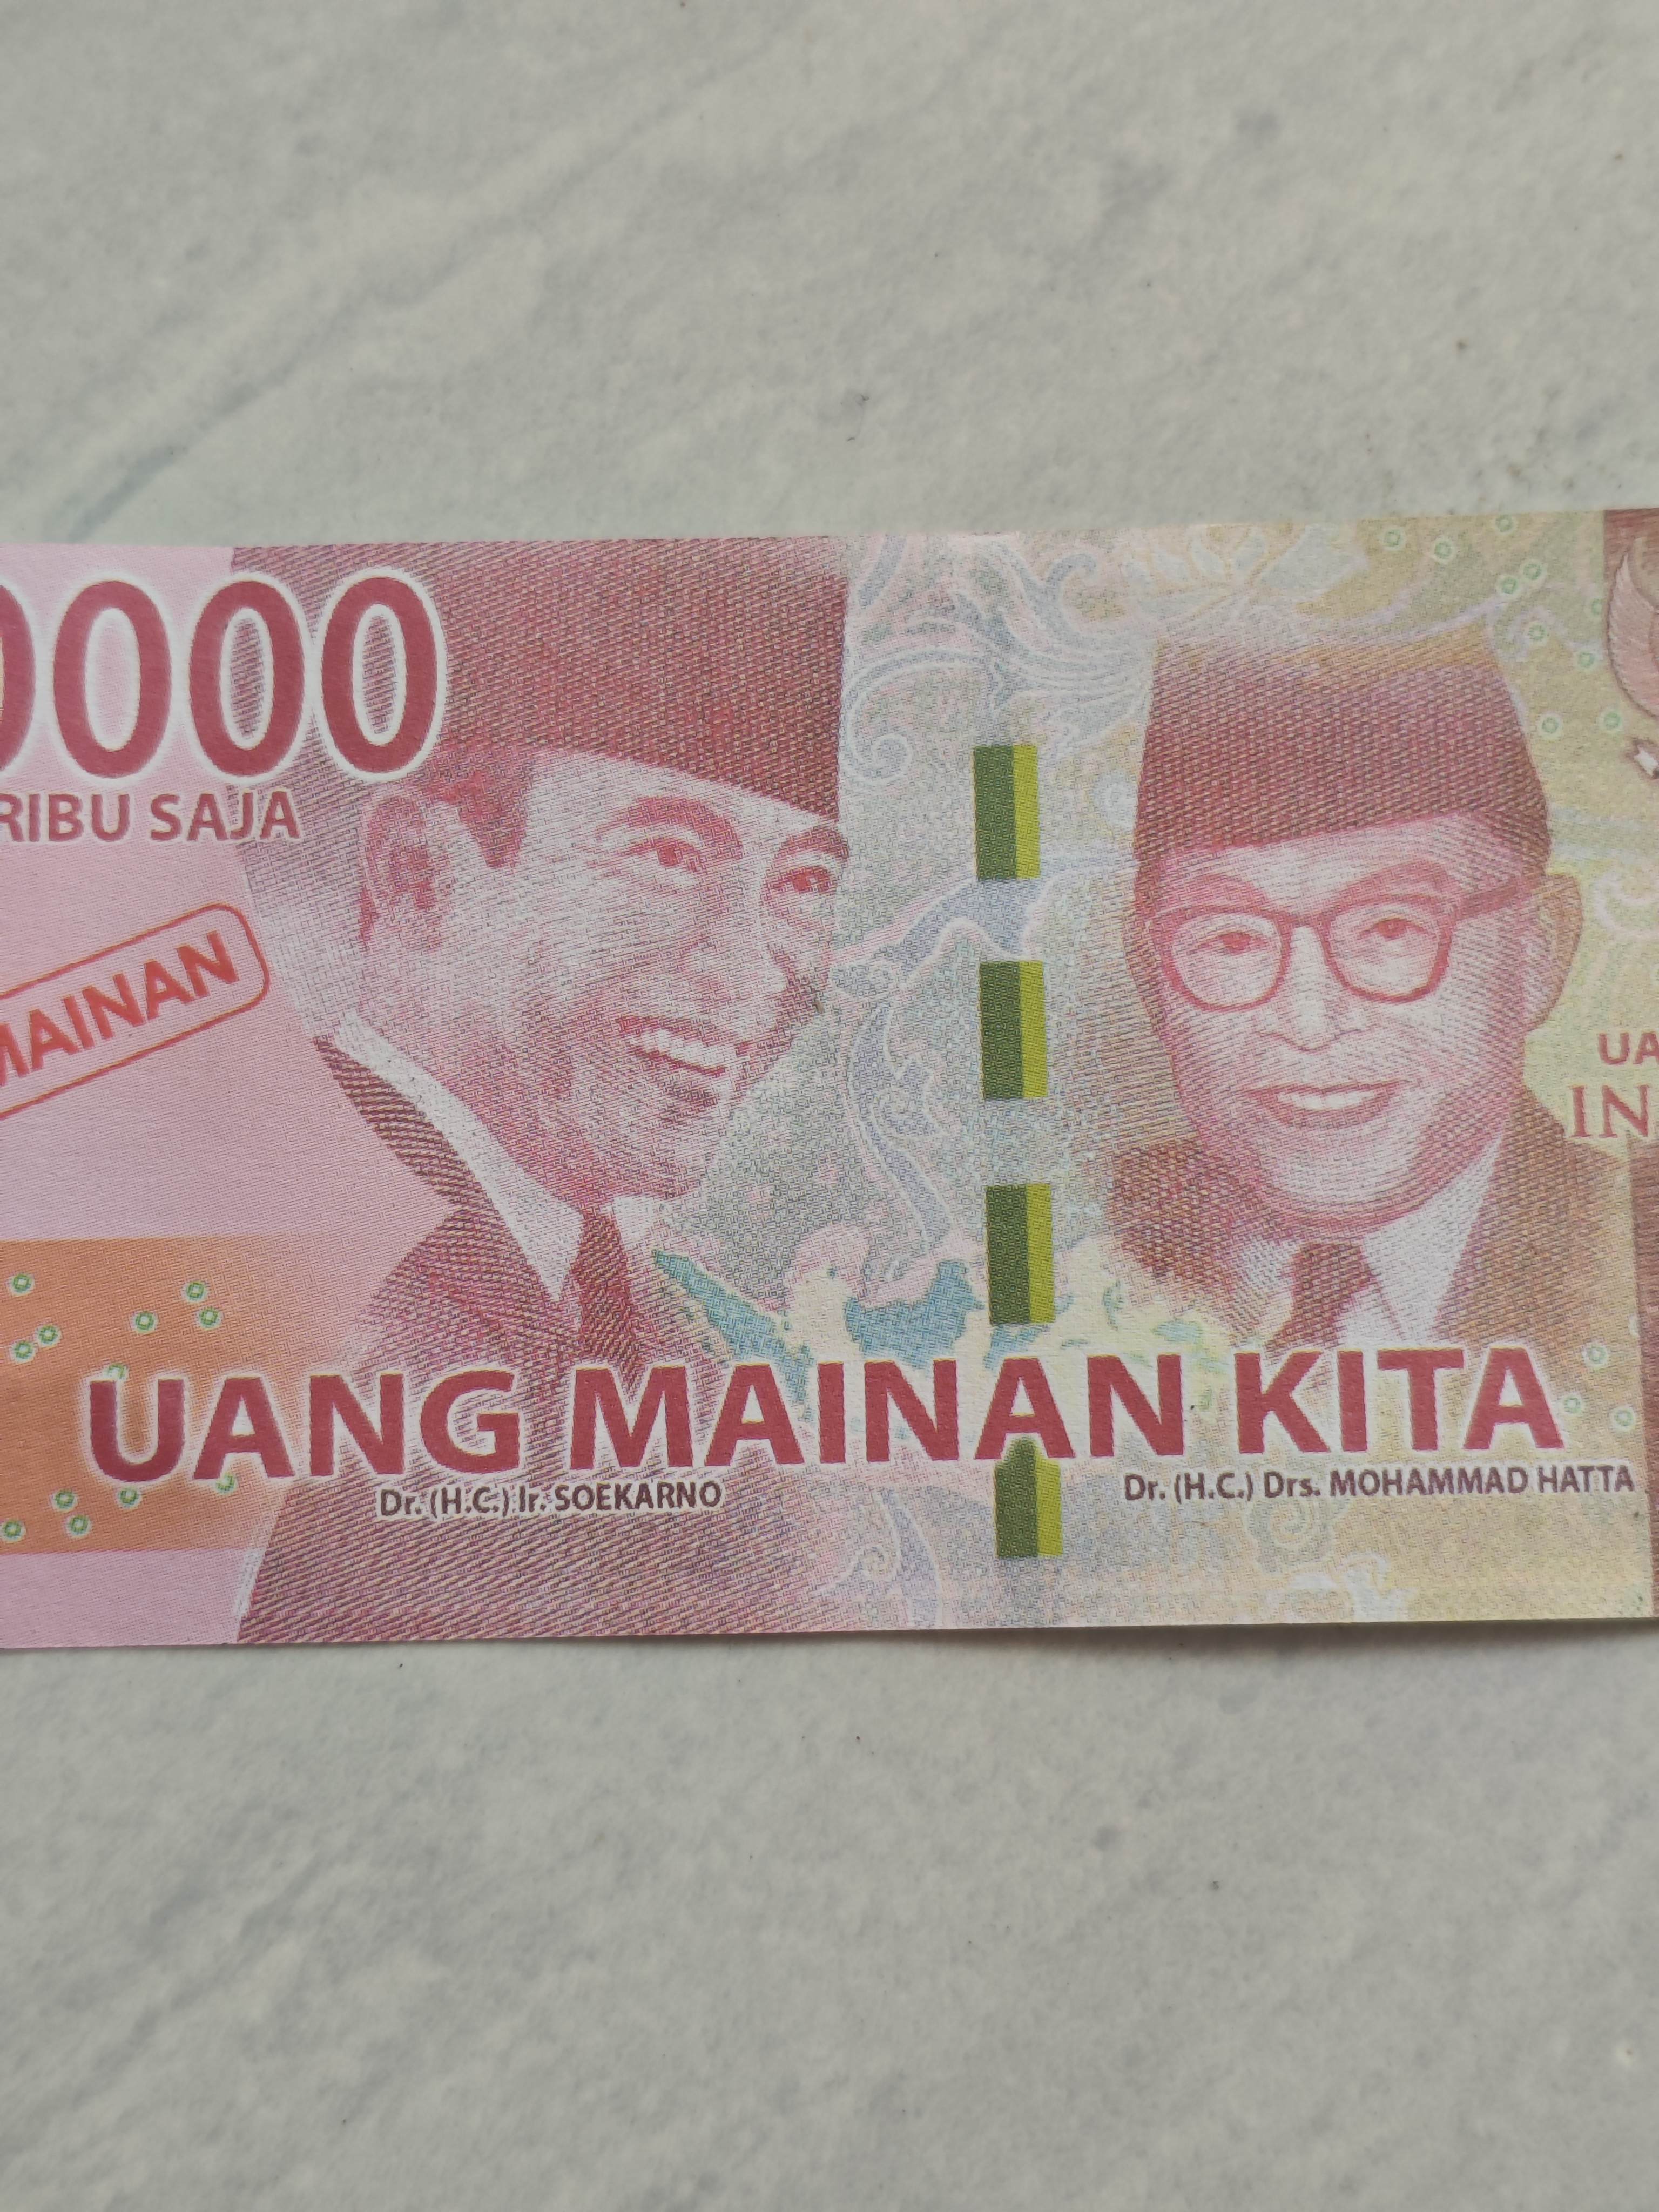 0000
RIBU SAJA
MAINAN
UANG MAINAN KITA
Dr. (H.C.) Ir. SOEKARNO
Dr. (H.C.) Drs. MOHAMMAD HATTA
UA
IN